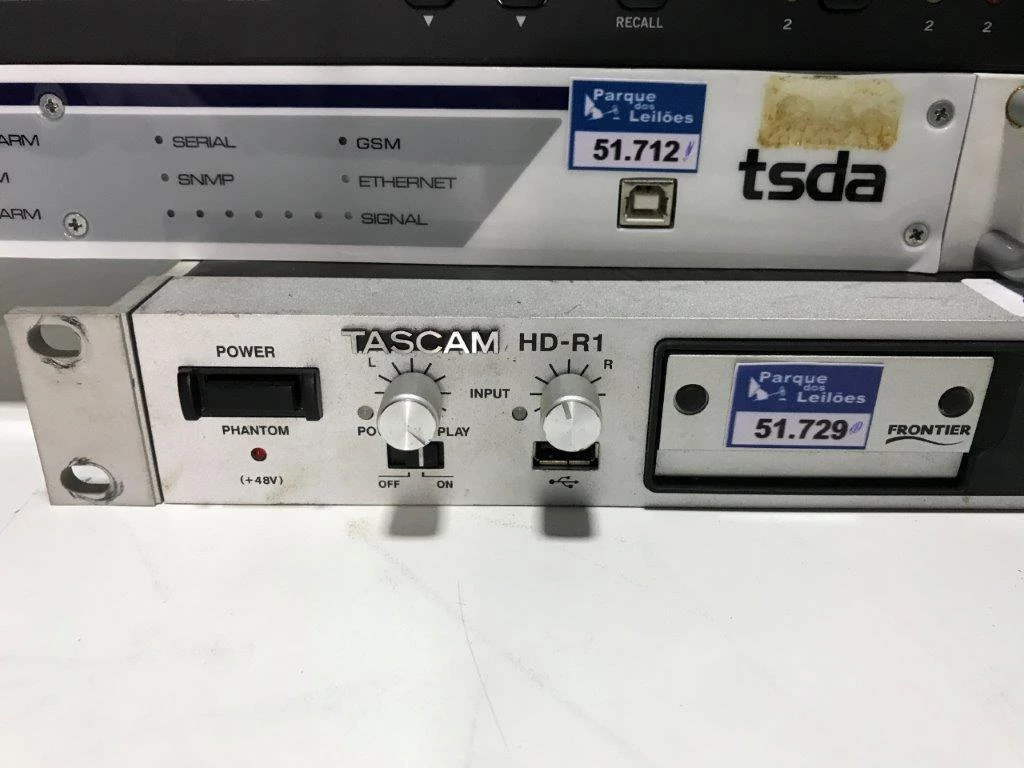 ▼ ▼ RECALL 2 2 2
ARM SERIAL GSM
M SNMP ETHERNET
ARM SIGNAL
Parque
dos
Leilões
51.712
tsda
TASCAM HD-R1
POWER
L INPUT R
PHANTOM
(+48V)
PLAY
OFF ON
Parque
dos
Leilões
51.729
FRONTIER